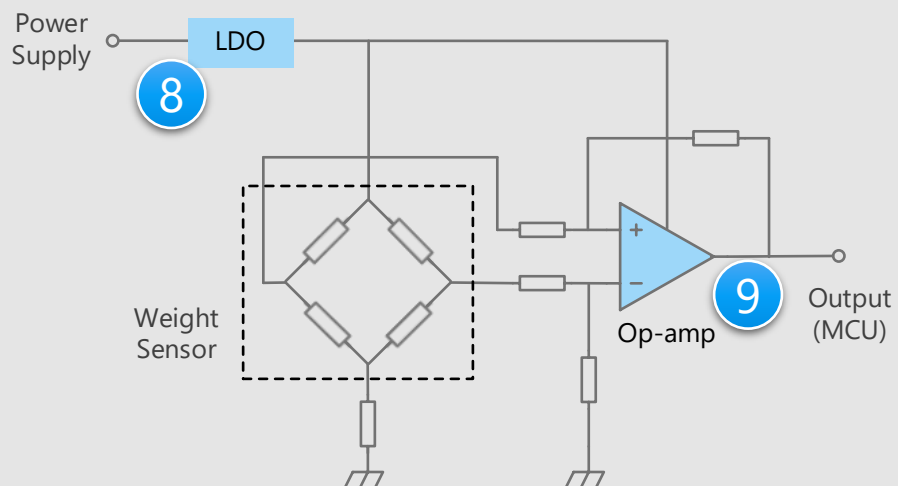 Power
Supply
LDO
8
+
−
9
Op-amp
Output
(MCU)
Weight
Sensor